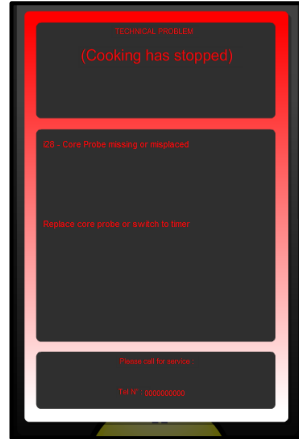 TECHNICAL PROBLEM
(Cooking has stopped)
I26 - Core Probe missing or misplaced
Replace core probe or switch to timer
Please call for service :
Tel N° : 0000000000